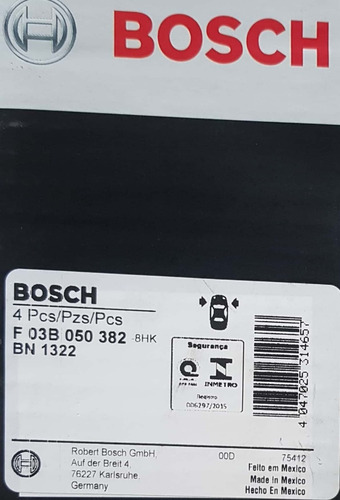 BOSCH
BOSCH
4 Pcs/Pzs/Pcs
F 03B 050 382 8HK
BN 1322
Segurança
INMETRO
Registro
006297/2015
4 047025 314657
Robert Bosch GmbH,
Auf der Breit 4
76227 Karlsruhe
Germany
00D 75412
Feito em Mexico
Made In Mexico
Hecho En Mexico